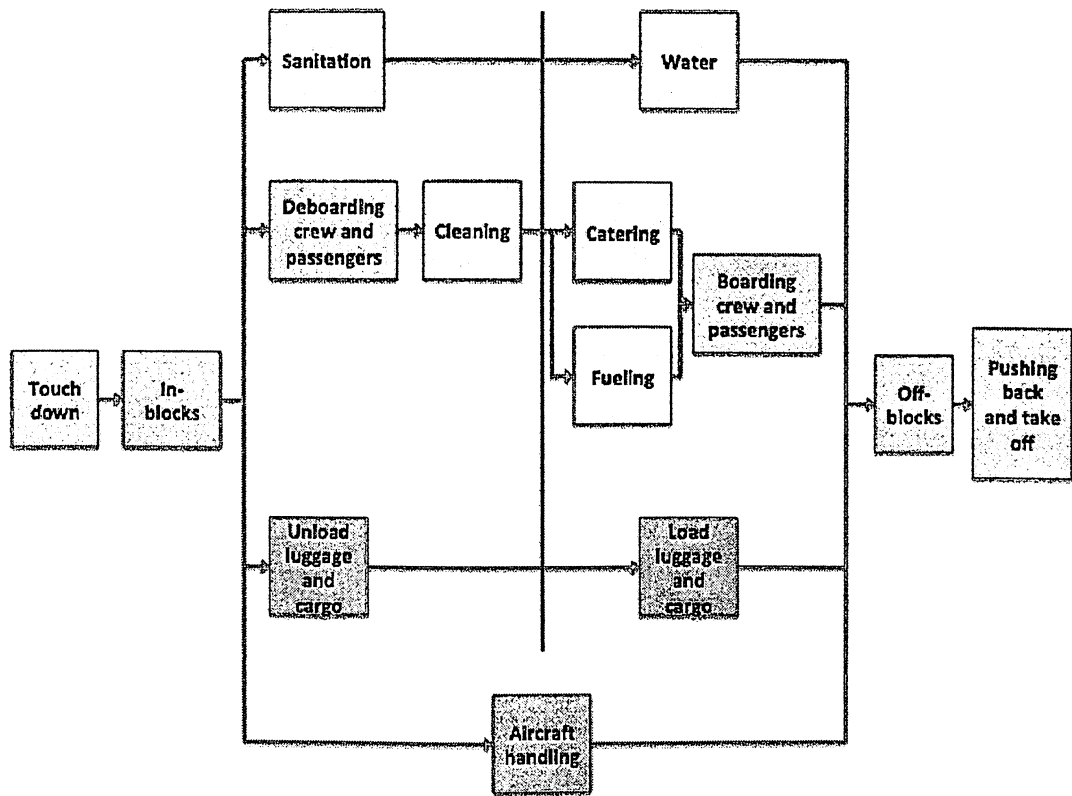 Sanitation
Water
Deboarding
crew and
passengers
Cleaning
Catering
Boarding
crew and
passengers
Fueling
Touch
down
In-
blocks
Off-
blocks
Pushing
back
and take
off
Unload
luggage
and
cargo
Load
luggage
and
cargo
Aircraft
handling